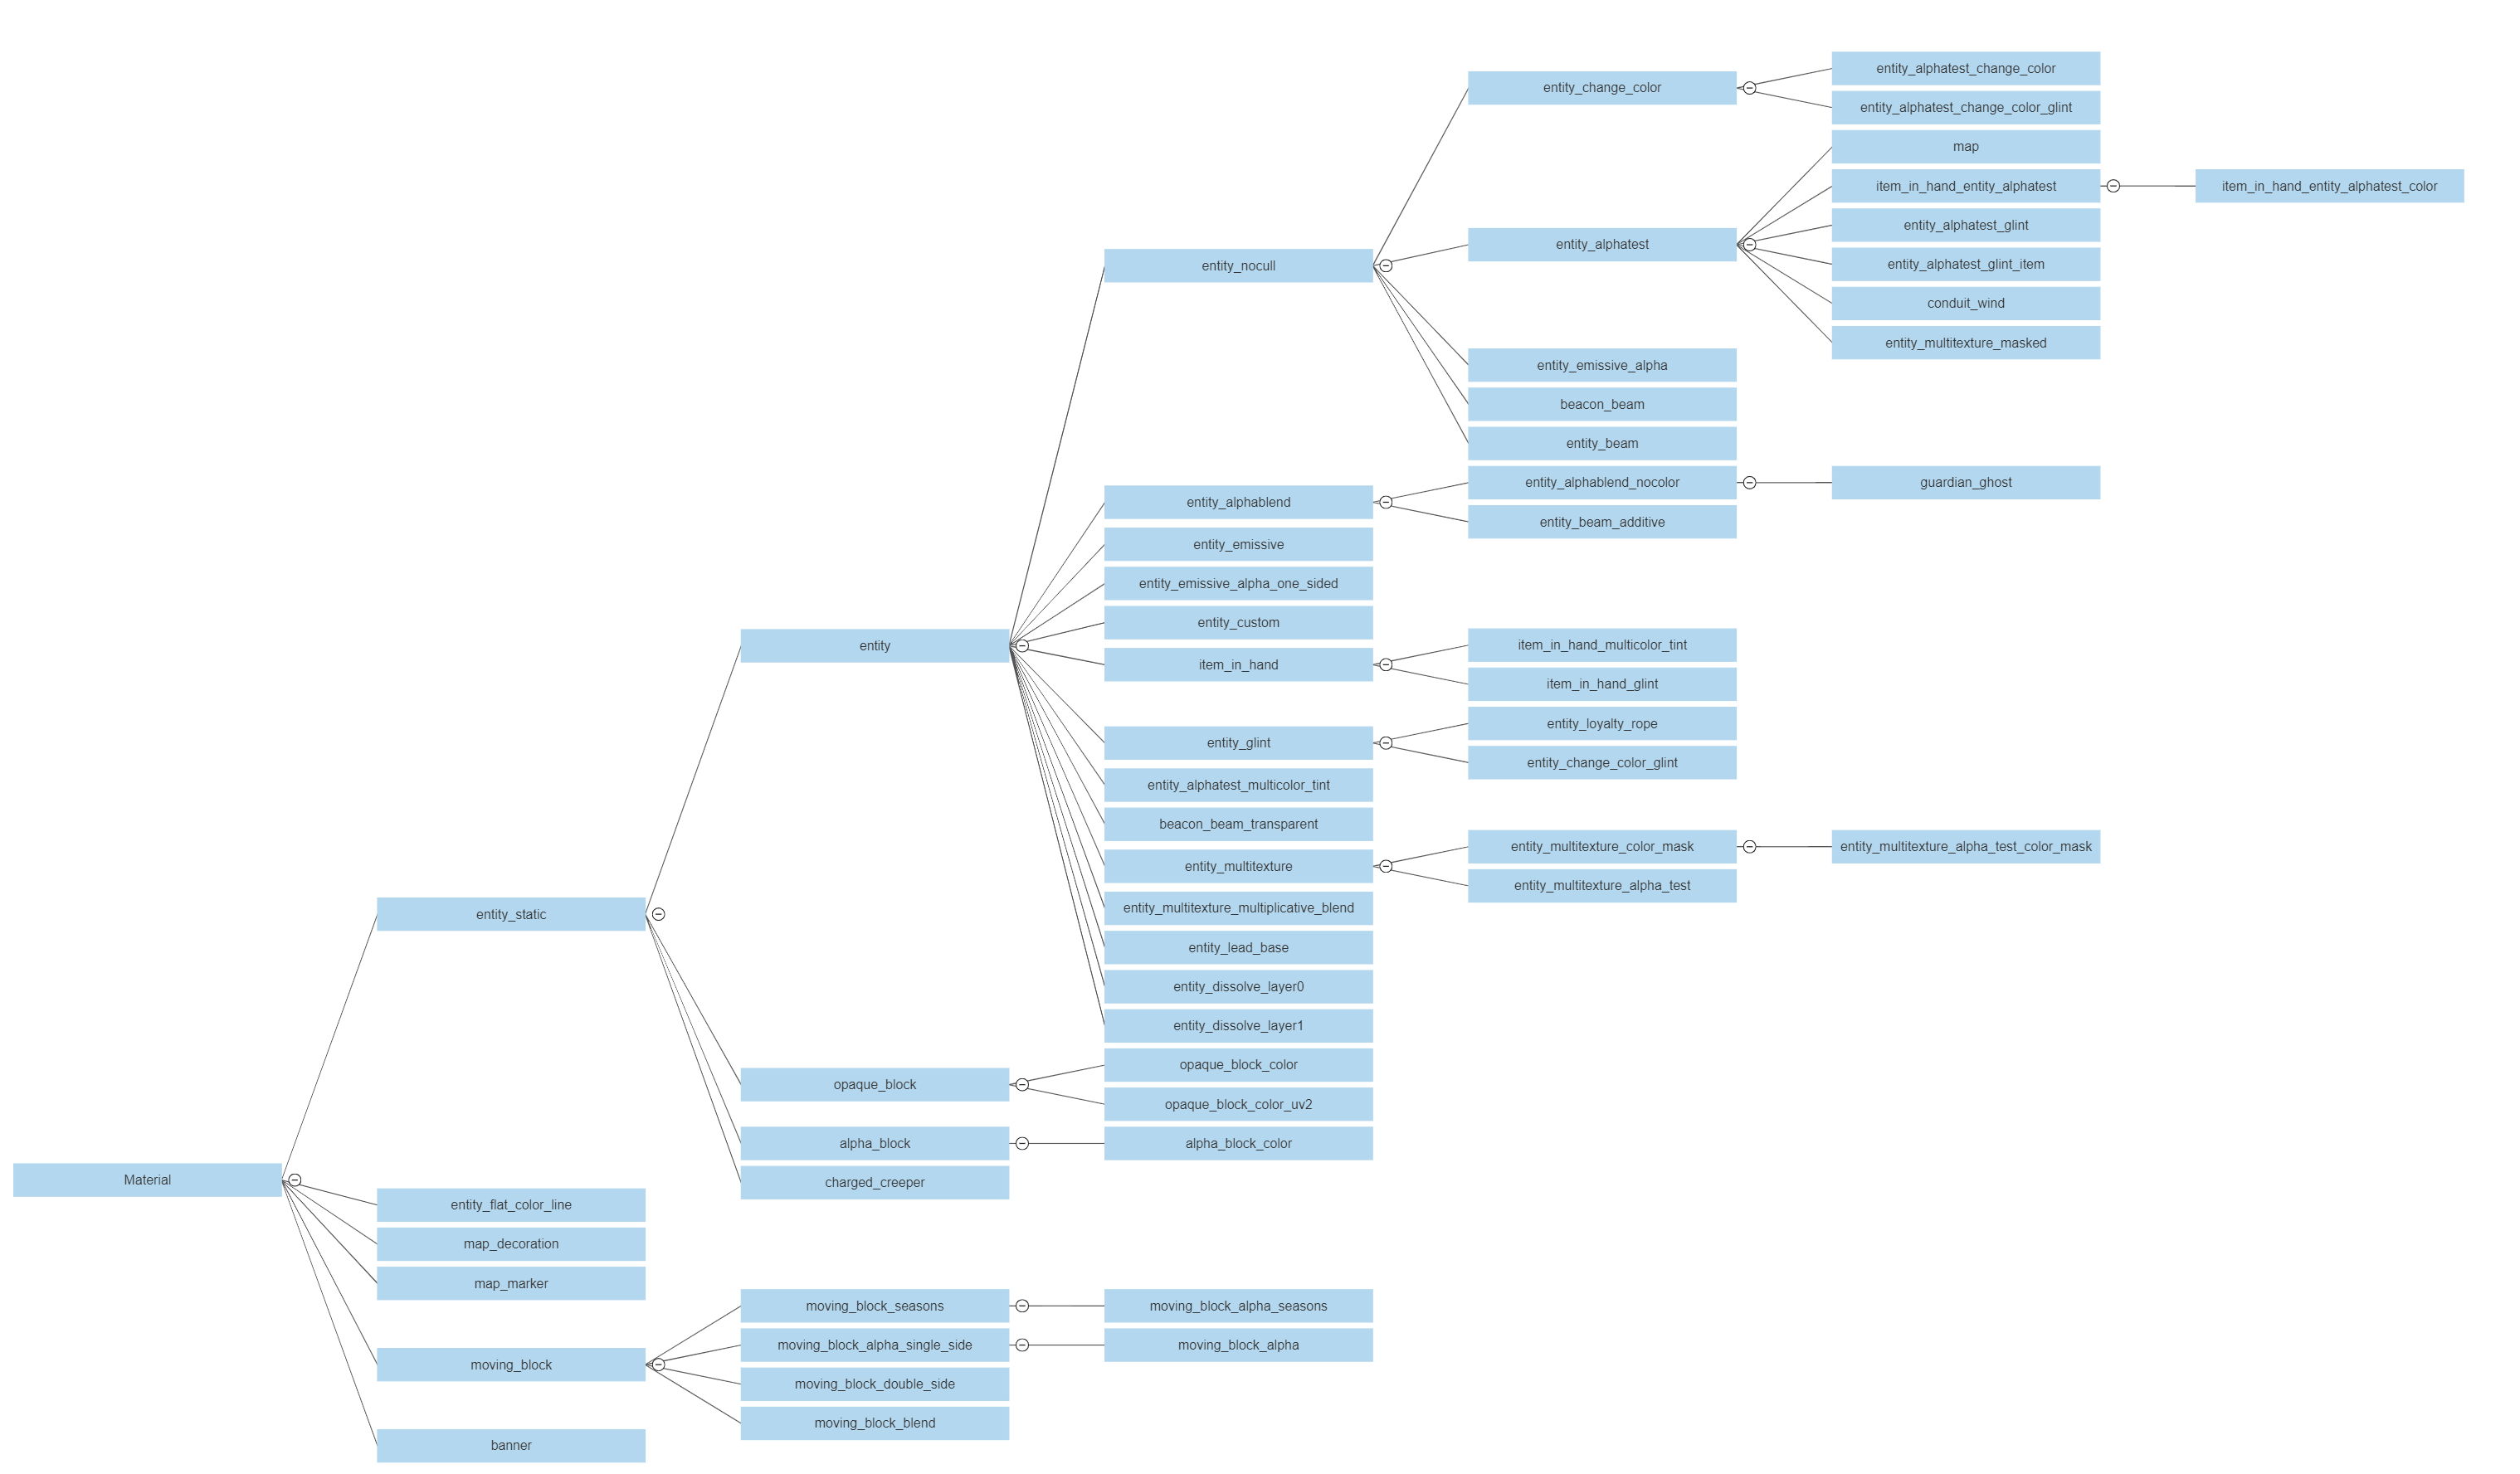 entity_alphatest_change_color
entity_change_color
entity_alphatest_change_color_glint
map
item_in_hand_entity_alphatest
item_in_hand_entity_alphatest_color
entity_alphatest_glint
entity_alphatest
entity_alphatest_glint_item
entity_nocull
conduit_wind
entity_multitexture_masked
entity_emissive_alpha
beacon_beam
entity_beam
entity_alphablend_nocolor
guardian_ghost
entity_alphablend
entity_beam_additive
entity_emissive
entity_emissive_alpha_one_sided
entity_custom
entity
item_in_hand_multicolor_tint
item_in_hand
item_in_hand_glint
entity_loyalty_rope
entity_glint
entity_change_color_glint
entity_alphatest_multicolor_tint
beacon_beam_transparent
entity_multitexture_color_mask
entity_multitexture_alpha_test_color_mask
entity_multitexture
entity_multitexture_alpha_test
entity_multitexture_multiplicative_blend
entity_static
entity_lead_base
entity_dissolve_layer0
entity_dissolve_layer1
opaque_block_color
opaque_block
opaque_block_color_uv2
alpha_block
alpha_block_color
Material
charged_creeper
entity_flat_color_line
map_decoration
map_marker
moving_block_seasons
moving_block_alpha_seasons
moving_block_alpha_single_side
moving_block_alpha
moving_block
moving_block_double_side
moving_block_blend
banner